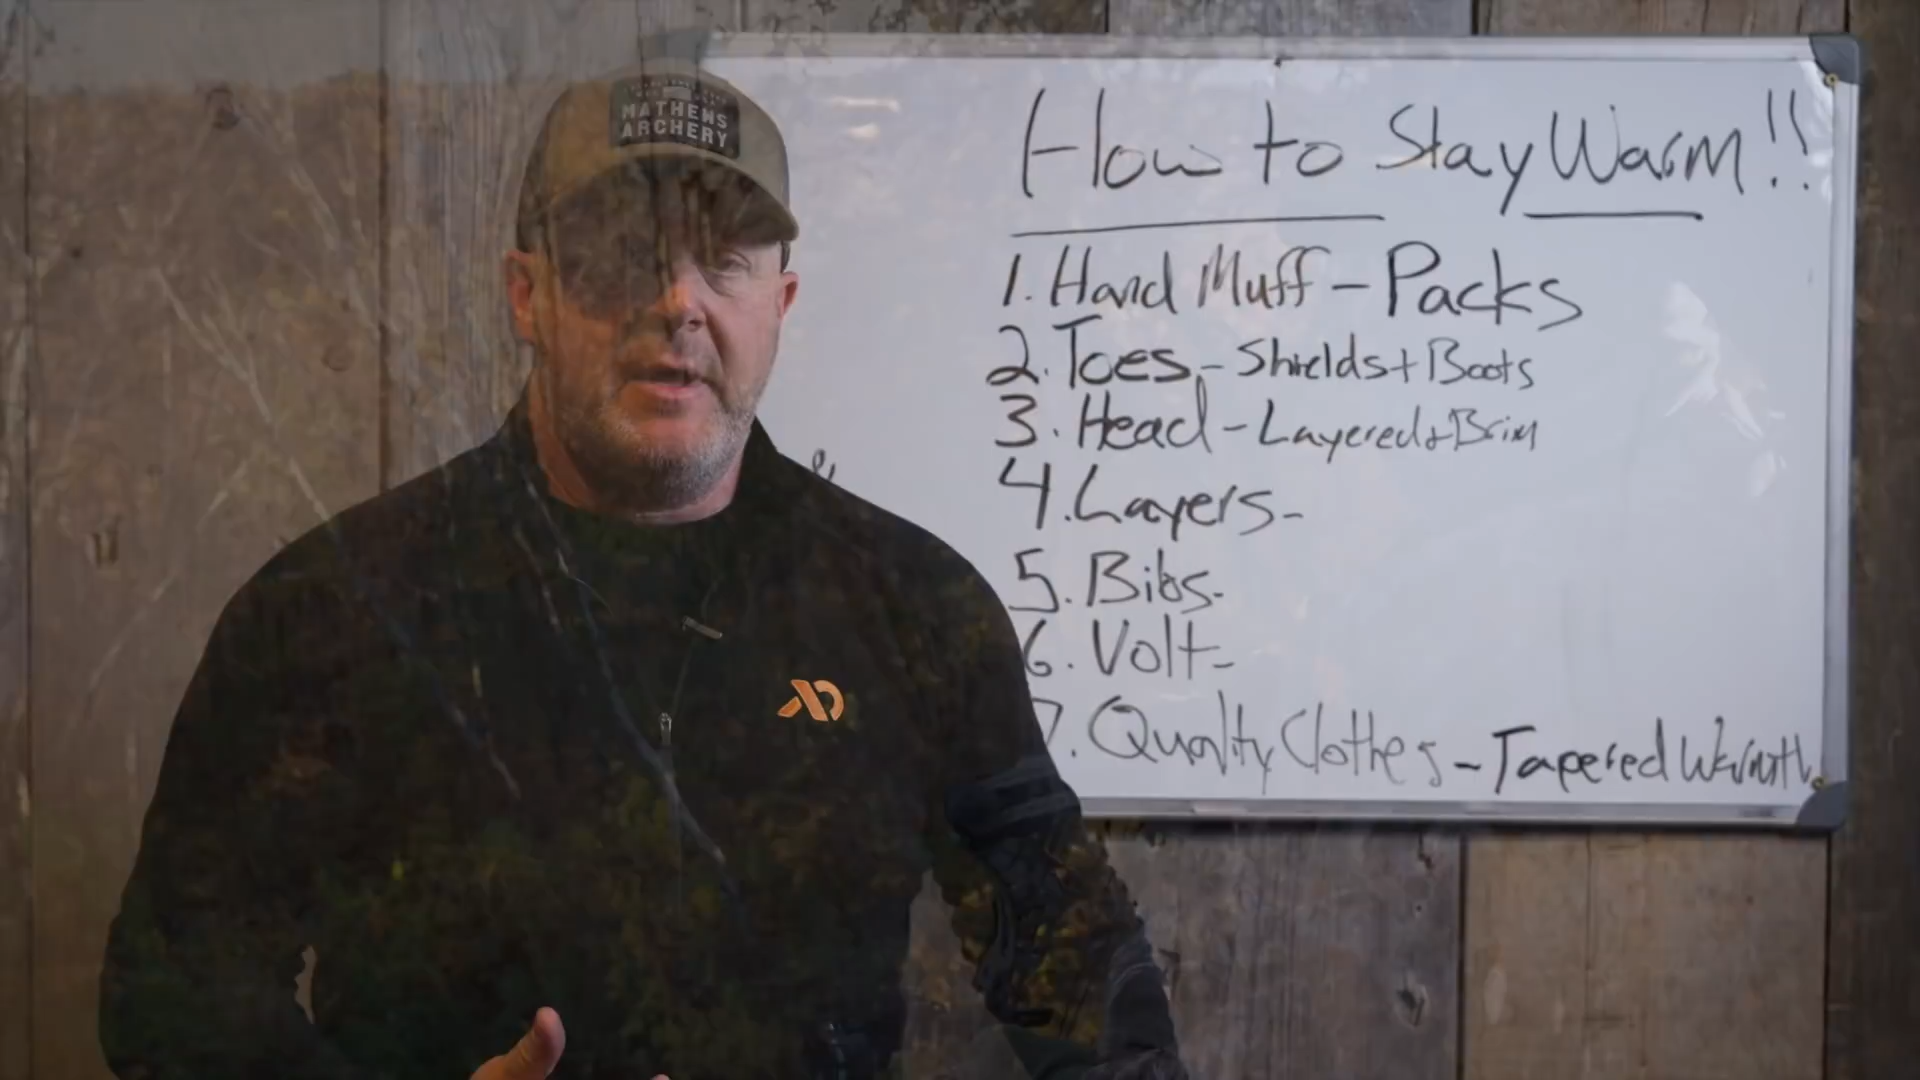 MATHEWS
ARCHERY
How to Stay Warm!!
1. Hand Muff - Packs
2. Toes - Shields + Boots
3. Head - Layered + Brim
4. Layers -
5. Bibs -
6. Volt -
7. Quality Clothes - Tapered Warmth